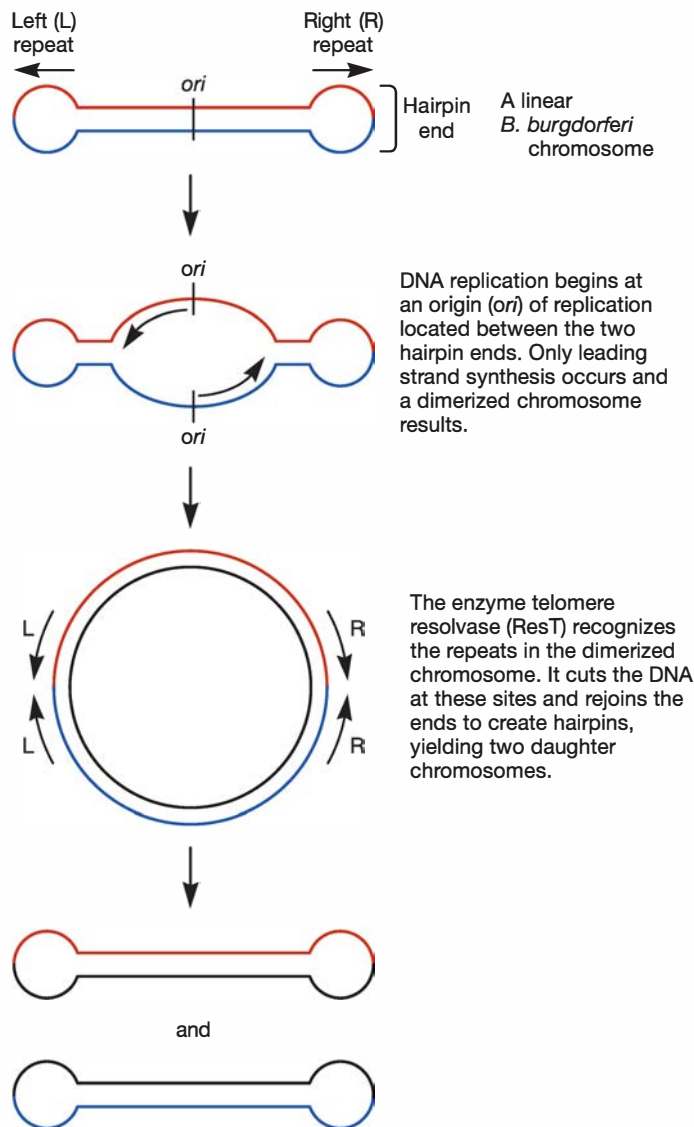 Left (L)
repeat
Right (R)
repeat
ori
Hairpin
end
A linear
B. burgdorferi
chromosome
ori
ori
DNA replication begins at
an origin (ori) of replication
located between the two
hairpin ends. Only leading
strand synthesis occurs and
a dimerized chromosome
results.
L
R
L
R
The enzyme telomere
resolvase (ResT) recognizes
the repeats in the dimerized
chromosome. It cuts the DNA
at these sites and rejoins the
ends to create hairpins,
yielding two daughter
chromosomes.
and